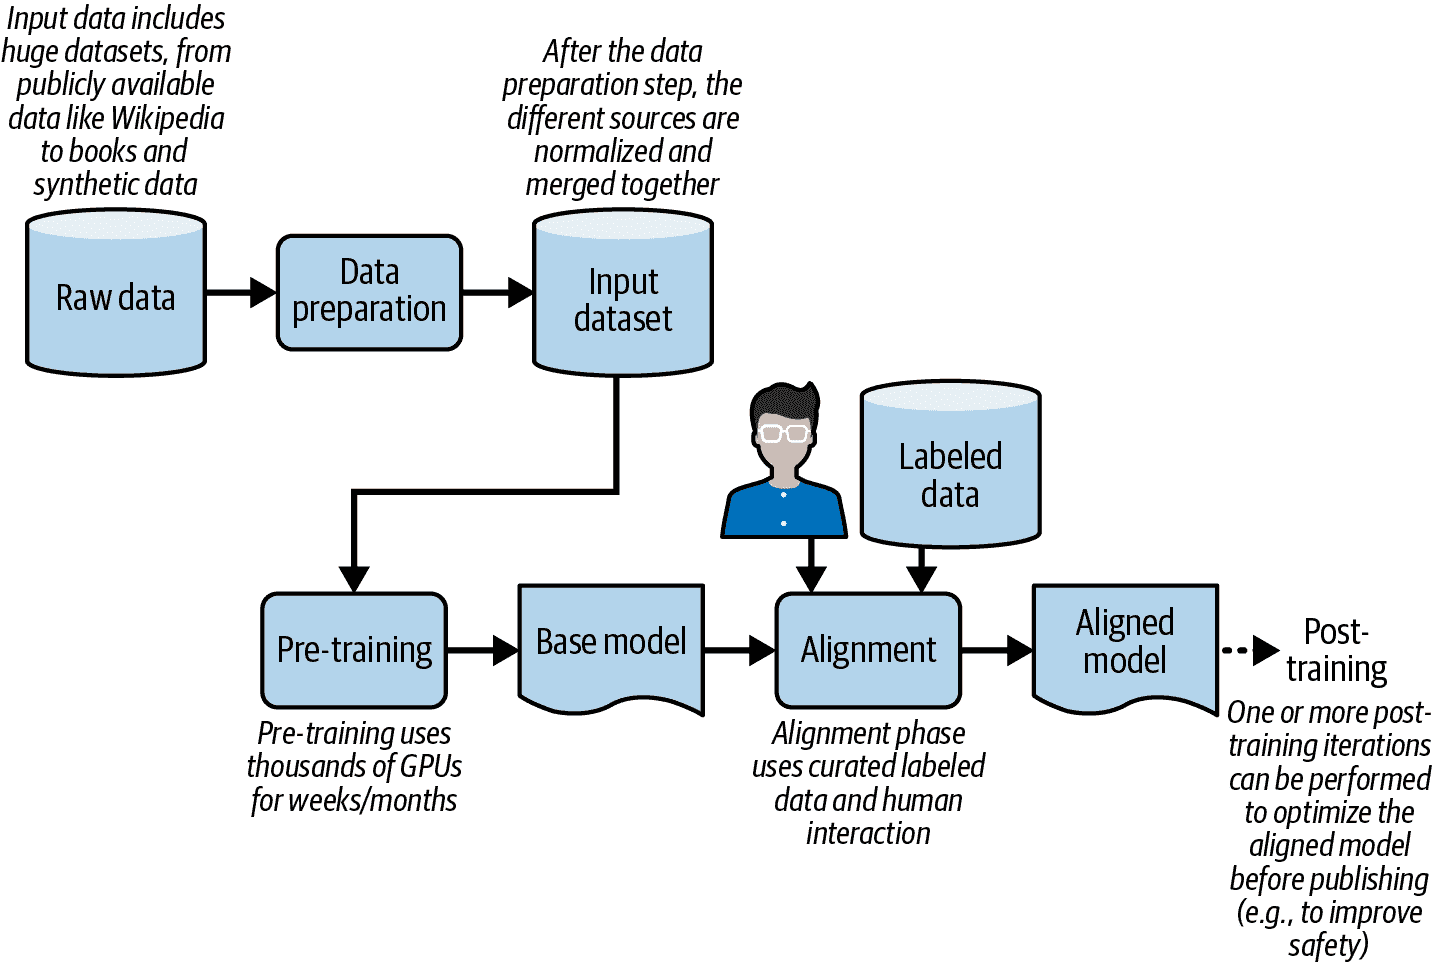 Input data includes
huge datasets, from
publicly available
data like Wikipedia
to books and
synthetic data
After the data
preparation step, the
different sources are
normalized and
merged together
Raw data
Data
preparation
Input
dataset
Labeled
data
Pre-training
Base model
Alignment
Aligned
model
Post-
training
Pre-training uses
thousands of GPUs
for weeks/months
Alignment phase
uses curated labeled
data and human
interaction
One or more post-
training iterations
can be performed
to optimize the
aligned model
before publishing
(e.g., to improve
safety)